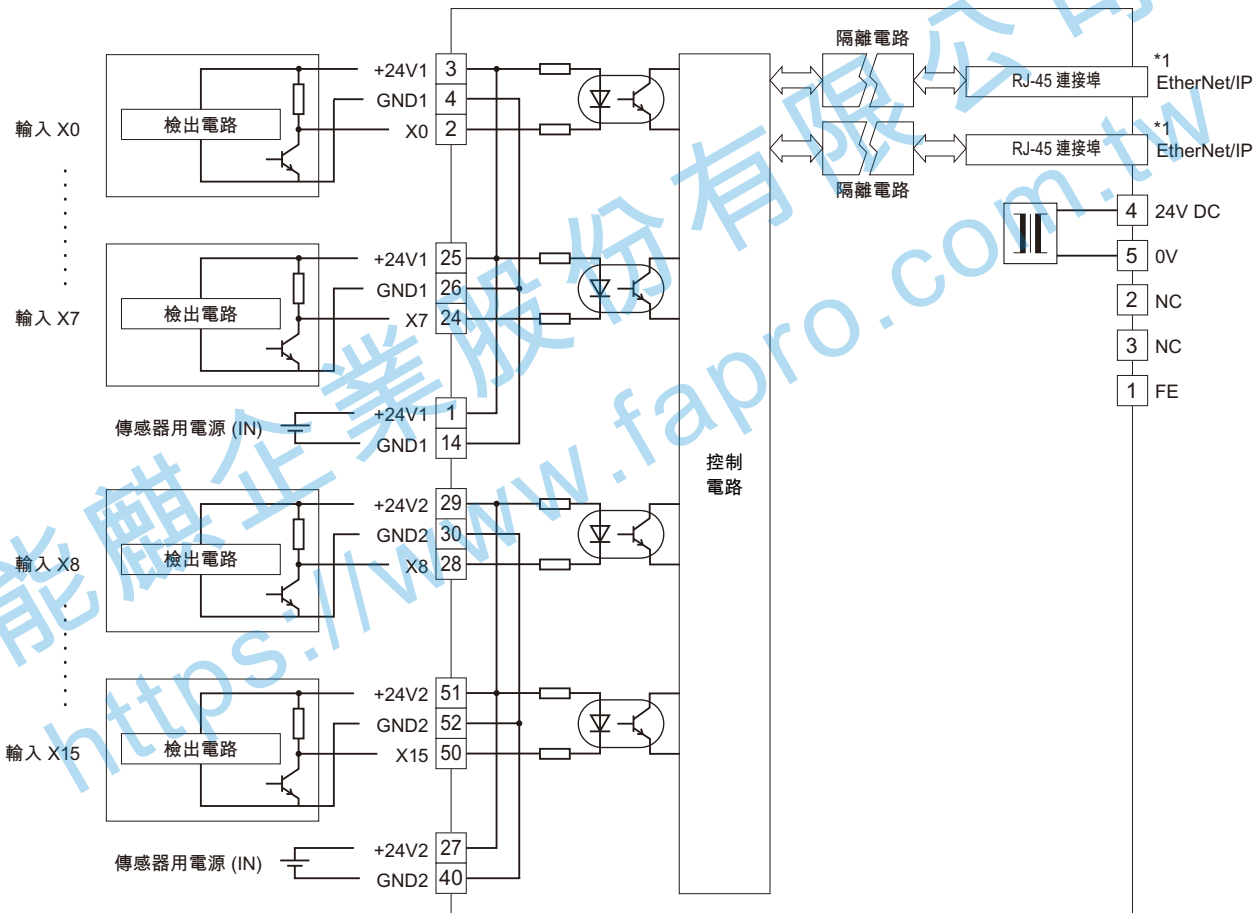 隔離電路
*1
RJ-45 連接埠
EtherNet/IP
*1
RJ-45 連接埠
EtherNet/IP
隔離電路
輸入 X0
檢出電路
+24V1 3
GND1 4
X0 2
輸入 X7
檢出電路
+24V1 25
GND1 26
X7 24
傳感器用電源 (IN)
+24V1 1
GND1 14
輸入 X8
檢出電路
+24V2 29
GND2 30
X8 28
輸入 X15
檢出電路
+24V2 51
GND2 52
X15 50
傳感器用電源 (IN)
+24V2 27
GND2 40
控制
電路
4 24V DC
5 0V
2 NC
3 NC
1 FE
能麒企業股份有限公司
https://www.fapro.com.tw